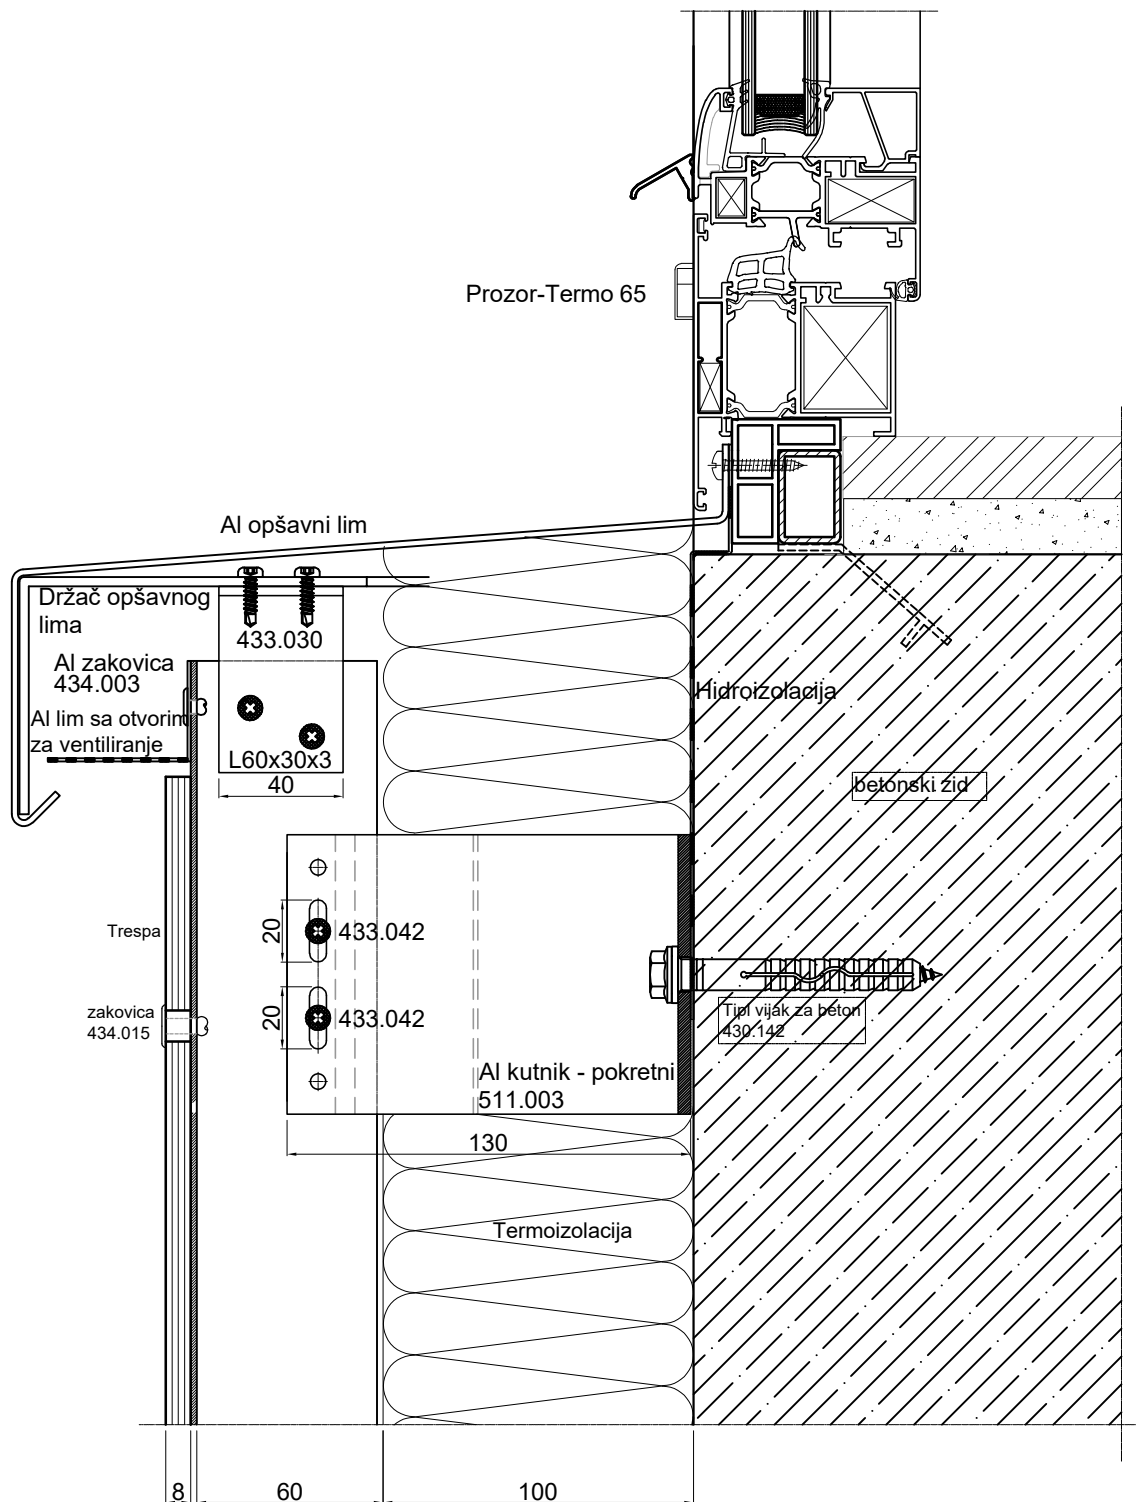 Prozor-Termo 65
Al opšavni lim
Držač opšavnog
lima
433.030
Al zakovica
434.003
Hidroizolacija
Al lim sa otvorim
za ventiliranje
L60x30x3
40
betonski zid
20
433.042
Trespa
20
433.042
zakovica
434.015
Tipl vijak za beton
430.142
Al kutnik - pokretni
511.003
130
Termoizolacija
8
60
100